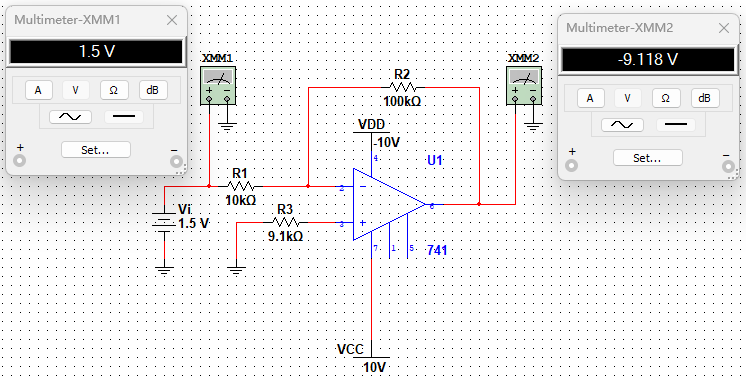 Multimeter-XMM1
1.5 V
A V Ω dB
+ −
Set...
XMM1
+ −
R2
100kΩ
XMM2
+ −
Multimeter-XMM2
-9.118 V
A V Ω dB
+ −
Set...
VDD
-10V
4
U1
R1
10kΩ
2
−
6
Vi
1.5 V
R3
9.1kΩ
3
+
7
1
5
741
VCC
10V